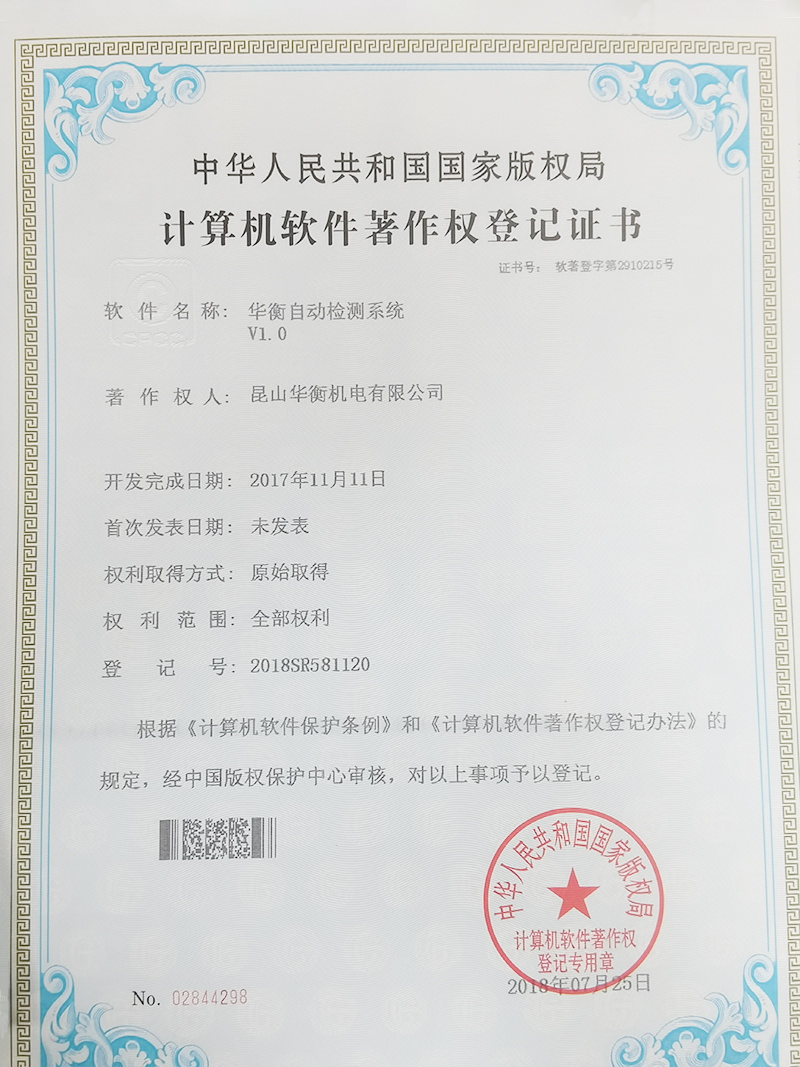 中华人民共和国国家版权局
计算机软件著作权登记证书
证书号： 软著登字第2910215号
软件名称： 华衡自动检测系统
V1.0
著作权人： 昆山华衡机电有限公司
开发完成日期： 2017年11月11日
首次发表日期： 未发表
权利取得方式： 原始取得
权利范围： 全部权利
登记号： 2018SR581120
根据《计算机软件保护条例》和《计算机软件著作权登记办法》的
规定，经中国版权保护中心审核，对以上事项予以登记。
中华人民共和国国家版权局
计算机软件著作权
登记专用章
No. 02844298
2018年07月25日